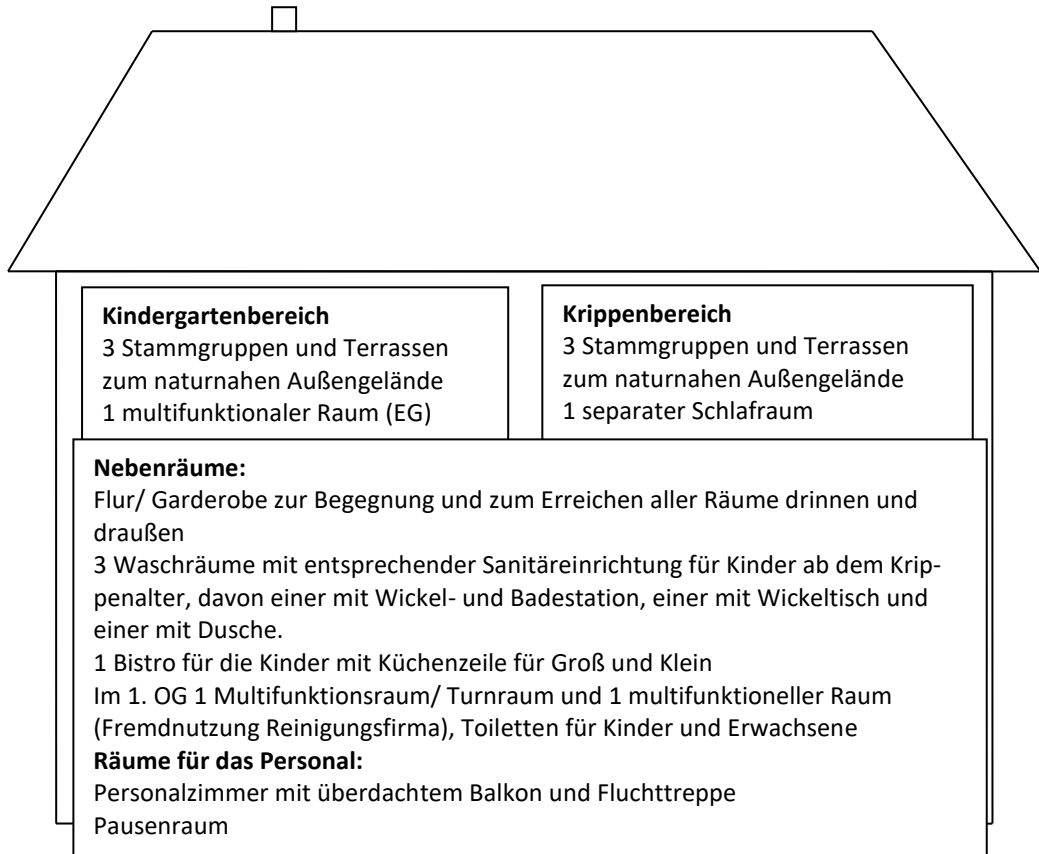 Kindergartenbereich
3 Stammgruppen und Terrassen
zum naturnahen Außengelände
1 multifunktionaler Raum (EG)
Krippenbereich
3 Stammgruppen und Terrassen
zum naturnahen Außengelände
1 separater Schlafraum
Nebenräume:
Flur/ Garderobe zur Begegnung und zum Erreichen aller Räume drinnen und
draußen
3 Waschräume mit entsprechender Sanitäreinrichtung für Kinder ab dem Krip-
penalter, davon einer mit Wickel- und Badestation, einer mit Wickeltisch und
einer mit Dusche.
1 Bistro für die Kinder mit Küchenzeile für Groß und Klein
Im 1. OG 1 Multifunktionsraum/ Turnraum und 1 multifunktioneller Raum
(Fremdnutzung Reinigungsfirma), Toiletten für Kinder und Erwachsene
Räume für das Personal:
Personalzimmer mit überdachtem Balkon und Fluchttreppe
Pausenraum